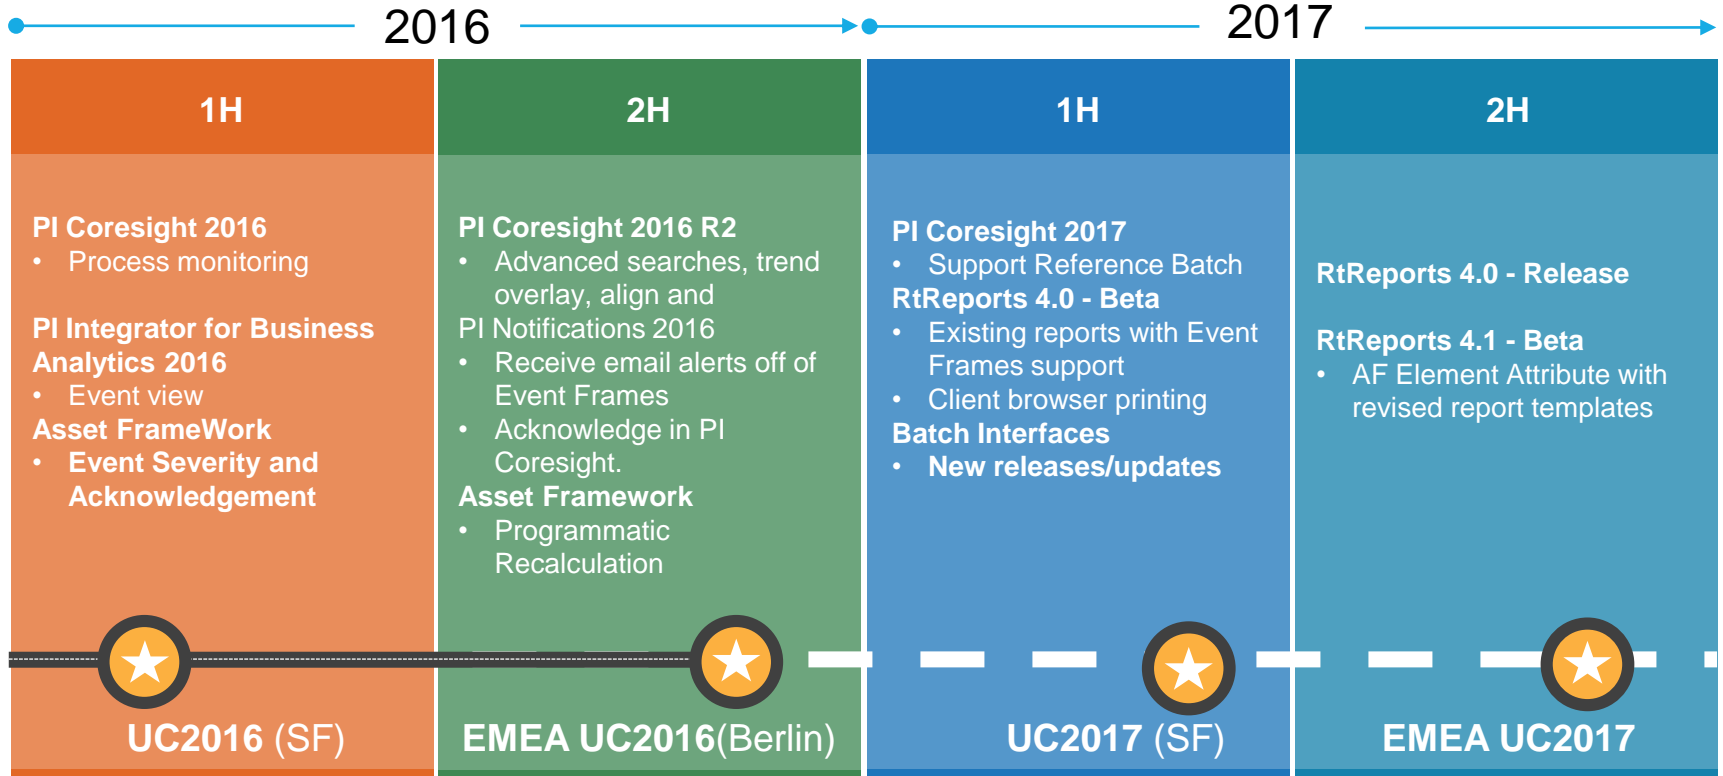 2016
2017
1H
PI Coresight 2016
• Process monitoring
PI Integrator for Business
Analytics 2016
• Event view
Asset FrameWork
• Event Severity and
Acknowledgement
UC2016 (SF)
2H
PI Coresight 2016 R2
• Advanced searches, trend
overlay, align and
PI Notifications 2016
• Receive email alerts off of
Event Frames
• Acknowledge in PI
Coresight.
Asset Framework
• Programmatic
Recalculation
EMEA UC2016(Berlin)
1H
PI Coresight 2017
• Support Reference Batch
RtReports 4.0 - Beta
• Existing reports with Event
Frames support
• Client browser printing
Batch Interfaces
• New releases/updates
UC2017 (SF)
2H
RtReports 4.0 - Release
RtReports 4.1 - Beta
• AF Element Attribute with
revised report templates
EMEA UC2017